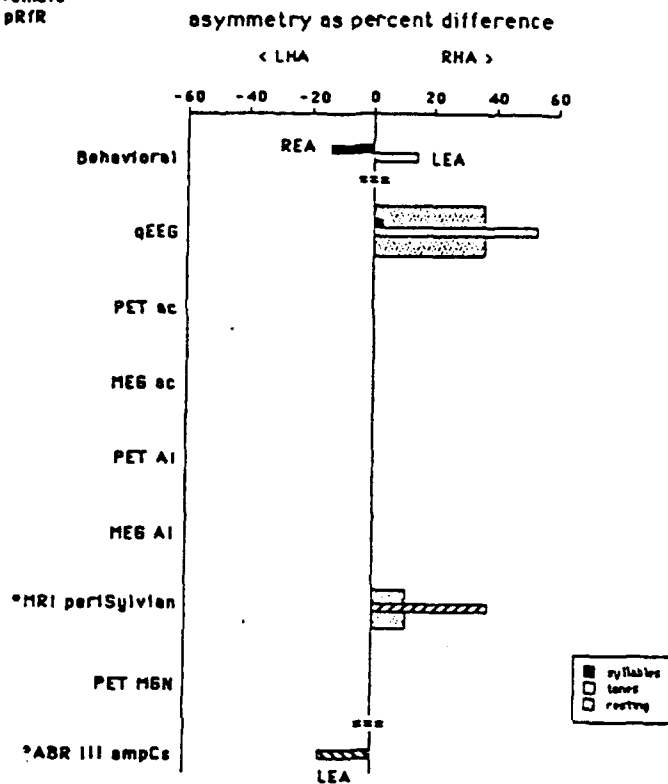 pRfR
asymmetry as percent difference
< LHA RHA >
-60 -40 -20 0 20 40 60
REA
Behavioral
LEA
===
qEEG
PET ac
MEG ac
PET AI
MEG AI
*MRI periSylvian
PET MGN
===
*ABR III ampCs
LEA
syllables
tones
resting